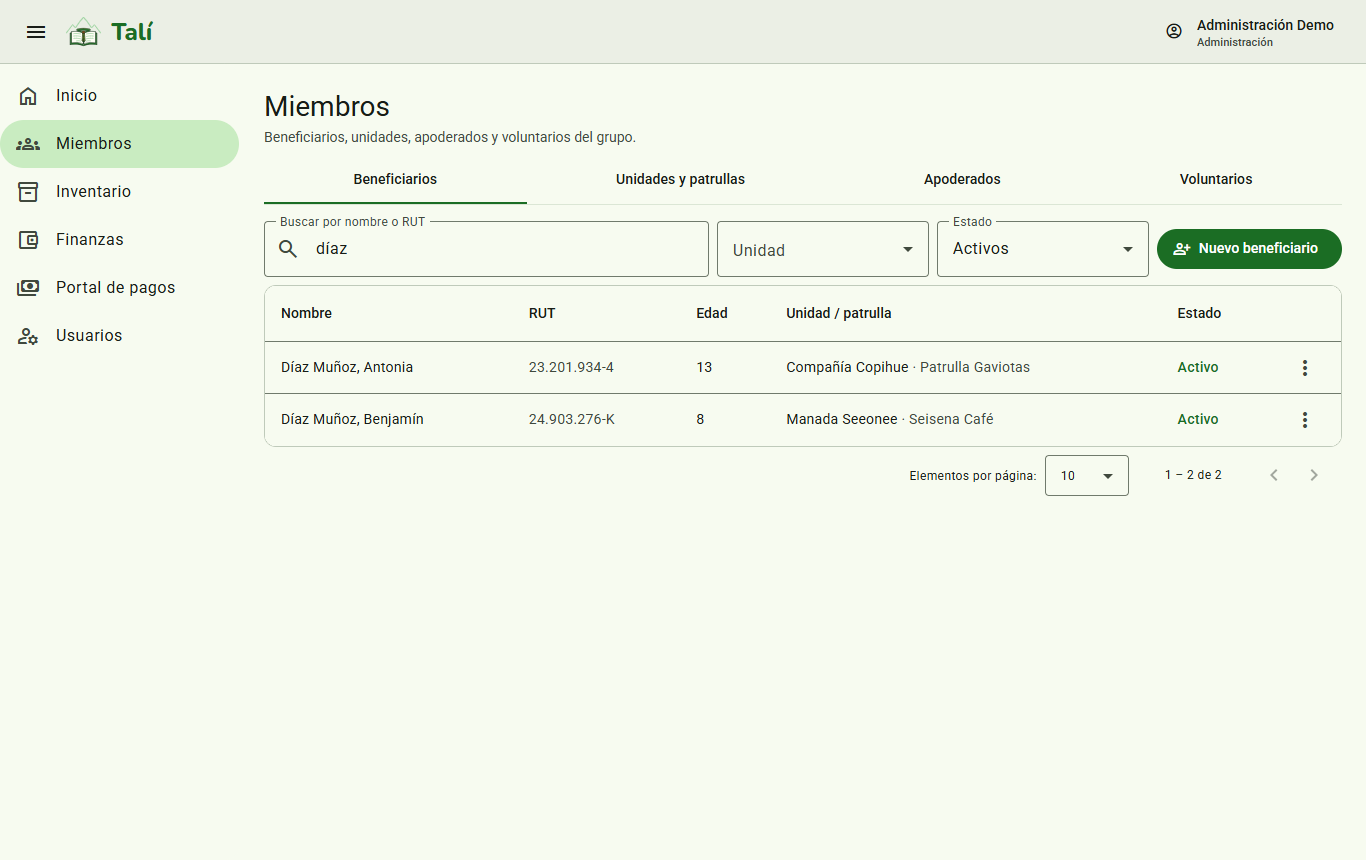 Talí
Administración Demo
Administración
Inicio
Miembros
Inventario
Finanzas
Portal de pagos
Usuarios
Miembros
Beneficiarios, unidades, apoderados y voluntarios del grupo.
Beneficiarios Unidades y patrullas Apoderados Voluntarios
Buscar por nombre o RUT
díaz
Unidad
Estado
Activos
Nuevo beneficiario
Nombre RUT Edad Unidad / patrulla Estado
Díaz Muñoz, Antonia 23.201.934-4 13 Compañía Copihue · Patrulla Gaviotas Activo
Díaz Muñoz, Benjamín 24.903.276-K 8 Manada Seeonee · Seisena Café Activo
Elementos por página: 10 1 – 2 de 2